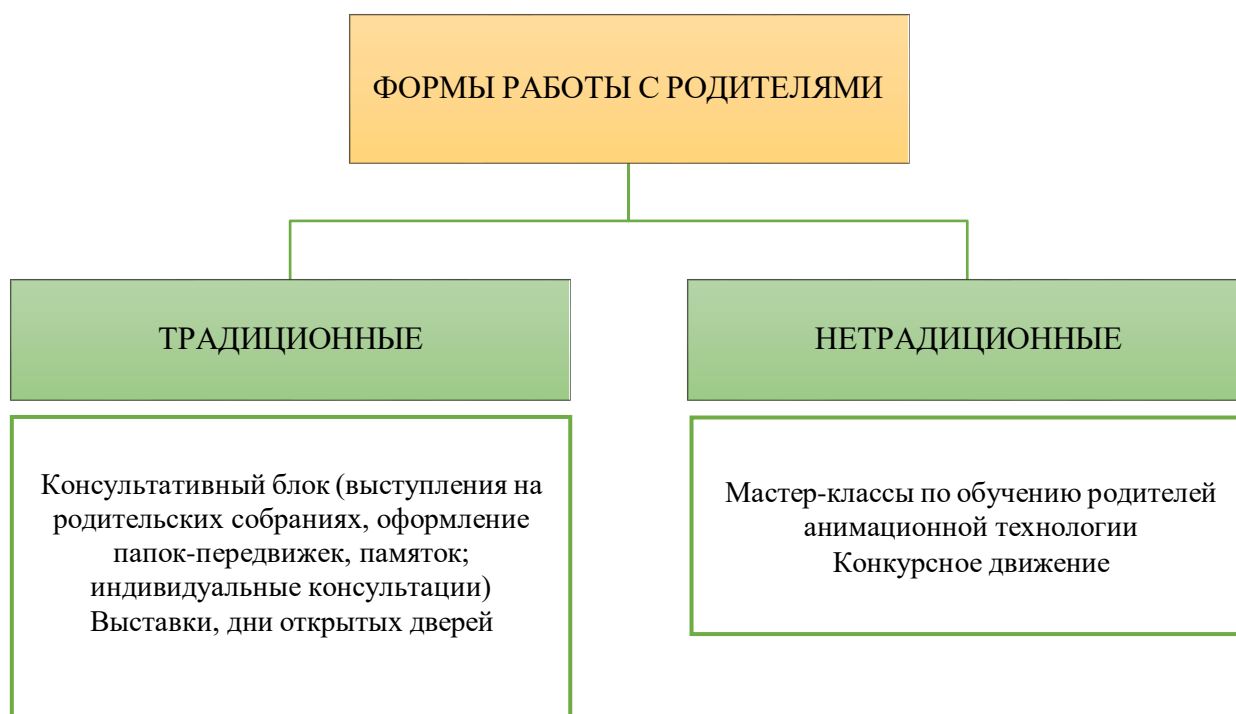 ФОРМЫ РАБОТЫ С РОДИТЕЛЯМИ
ТРАДИЦИОННЫЕ
Консультативный блок (выступления на
родительских собраниях, оформление
папок-передвижек, памяток;
индивидуальные консультации)
Выставки, дни открытых дверей
НЕТРАДИЦИОННЫЕ
Мастер-классы по обучению родителей
анимационной технологии
Конкурсное движение